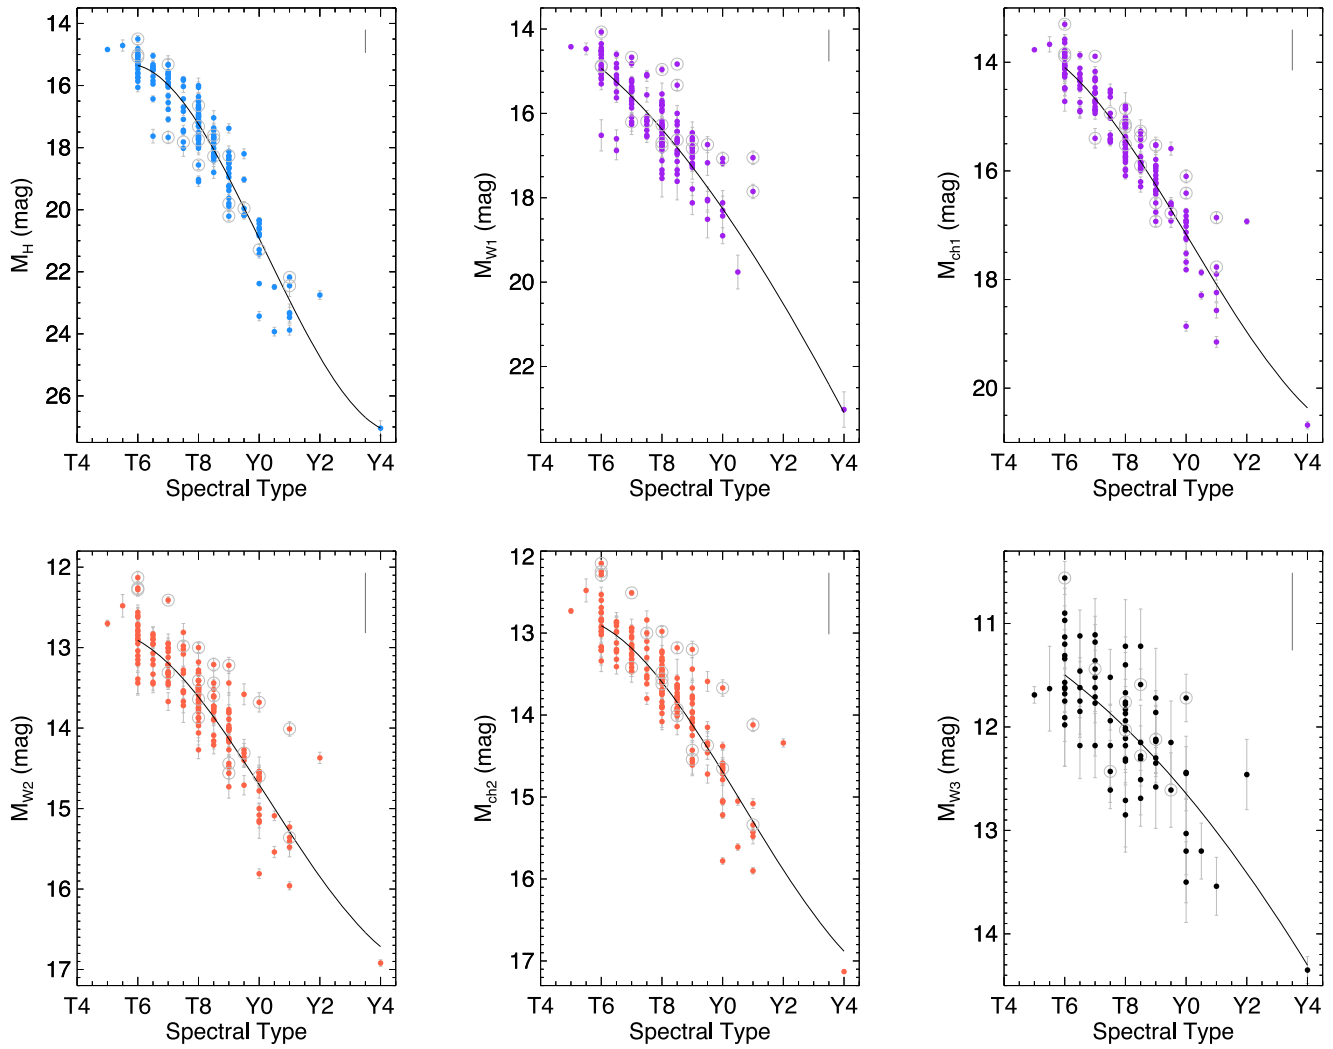 14
16
18
20
22
24
26
M_H (mag)
T4 T6 T8 Y0 Y2 Y4
Spectral Type
14
16
18
20
22
M_W1 (mag)
T4 T6 T8 Y0 Y2 Y4
Spectral Type
14
16
18
20
M_ch1 (mag)
T4 T6 T8 Y0 Y2 Y4
Spectral Type
12
13
14
15
16
17
M_W2 (mag)
T4 T6 T8 Y0 Y2 Y4
Spectral Type
12
13
14
15
16
17
M_ch2 (mag)
T4 T6 T8 Y0 Y2 Y4
Spectral Type
11
12
13
14
M_W3 (mag)
T4 T6 T8 Y0 Y2 Y4
Spectral Type